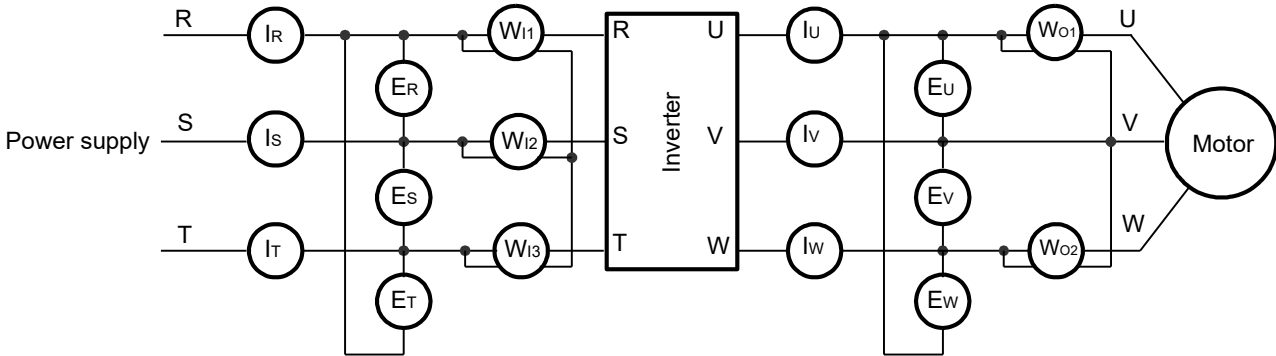 R IR WI1 R U IU WO1 U
ER EU
S IS WI2 S V IV V
Power supply Inverter Motor
ES EV
T IT WI3 T W IW WO2 W
ET EW